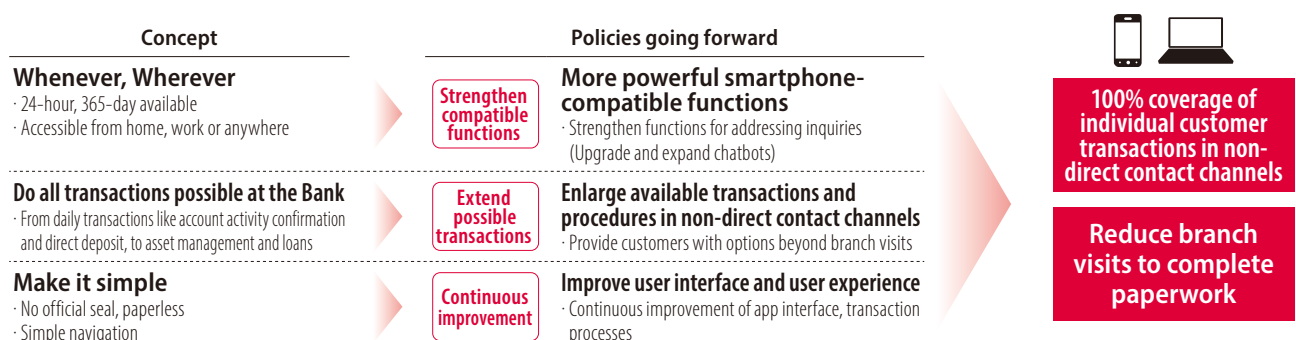 Concept
Policies going forward
Whenever, Wherever
· 24-hour, 365-day available
· Accessible from home, work or anywhere
Strengthen
compatible
functions
More powerful smartphone-
compatible functions
· Strengthen functions for addressing inquiries
(Upgrade and expand chatbots)
Do all transactions possible at the Bank
· From daily transactions like account activity confirmation
and direct deposit, to asset management and loans
Extend
possible
transactions
Enlarge available transactions and
procedures in non-direct contact channels
· Provide customers with options beyond branch visits
Make it simple
· No official seal, paperless
· Simple navigation
Continuous
improvement
Improve user interface and user experience
· Continuous improvement of app interface, transaction
processes
100% coverage of
individual customer
transactions in non-
direct contact channels
Reduce branch
visits to complete
paperwork